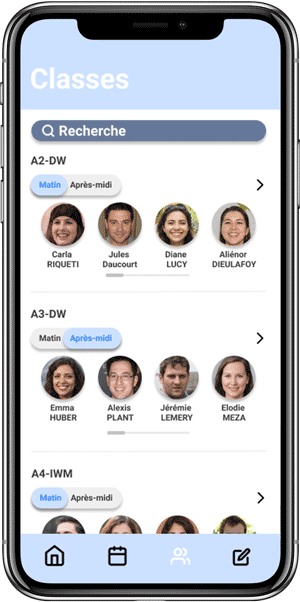 Classes
Recherche
A2-DW
Matin Après-midi
Carla Jules Diane Aliénor
RIQUETI Daucourt LUCY DIEULAFOY
A3-DW
Matin Après-midi
Emma Alexis Jérémie Elodie
HUBER PLANT LEMERY MEZA
A4-IWM
Matin Après-midi